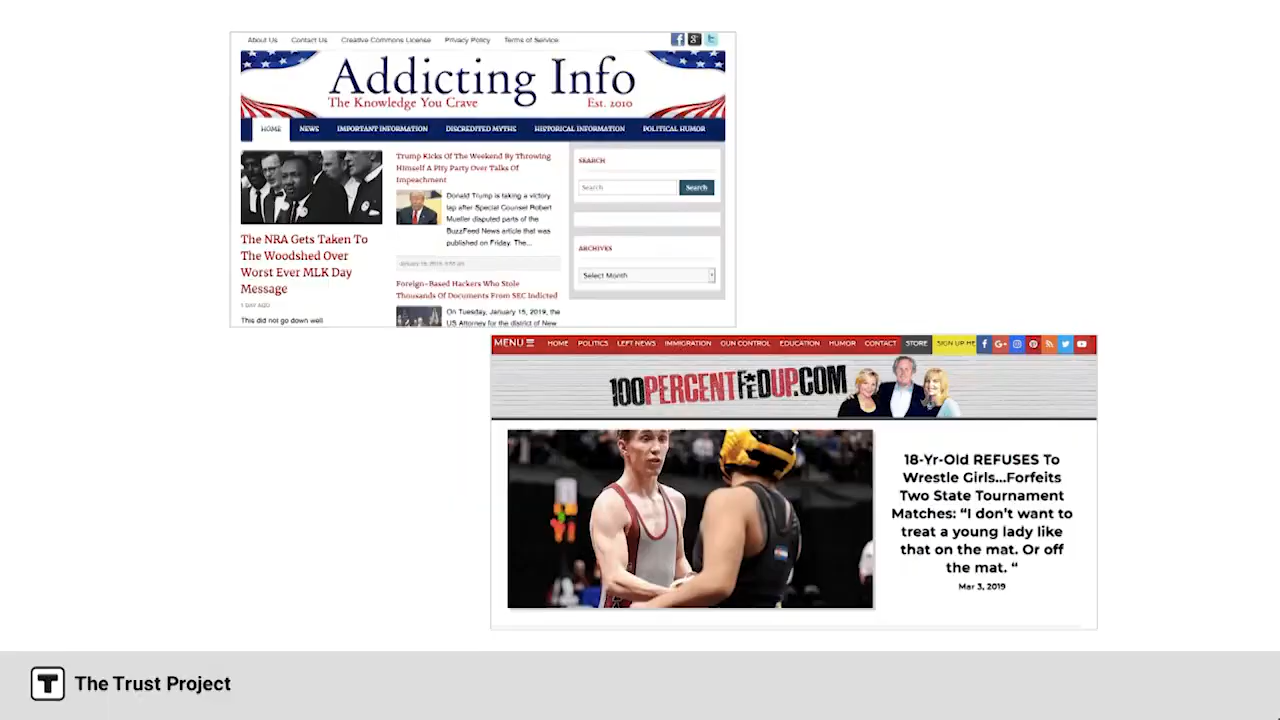 About Us Contact Us Creative Commons License Privacy Policy Terms of Service
Addicting Info
The Knowledge You Crave Est. 2010
HOME NEWS IMPORTANT INFORMATION DISCREDITED MYTHS HISTORICAL INFORMATION POLITICAL HUMOR
The NRA Gets Taken To
The Woodshed Over
Worst Ever MLK Day
Message
1 DAY AGO
This did not go down well
Trump Kicks Of The Weekend By Throwing
Himself A Pity Party Over Talks Of
Impeachment
Donald Trump is taking a victory
lap after Special Counsel Robert
Mueller disputed parts of the
BuzzFeed News article that was
published on Friday. The...
Foreign-Based Hackers Who Stole
Thousands Of Documents From SEC Indicted
On Tuesday, January 15, 2019, the
US Attorney for the district of New
SEARCH
Search Search
ARCHIVES
Select Month
MENU HOME POLITICS LEFT NEWS IMMIGRATION GUN CONTROL EDUCATION HUMOR CONTACT STORE SIGN UP HE
100PERCENTFEDUP.COM
18-Yr-Old REFUSES To
Wrestle Girls...Forfeits
Two State Tournament
Matches: “I don't want to
treat a young lady like
that on the mat. Or off
the mat. “
Mar 3, 2019
The Trust Project